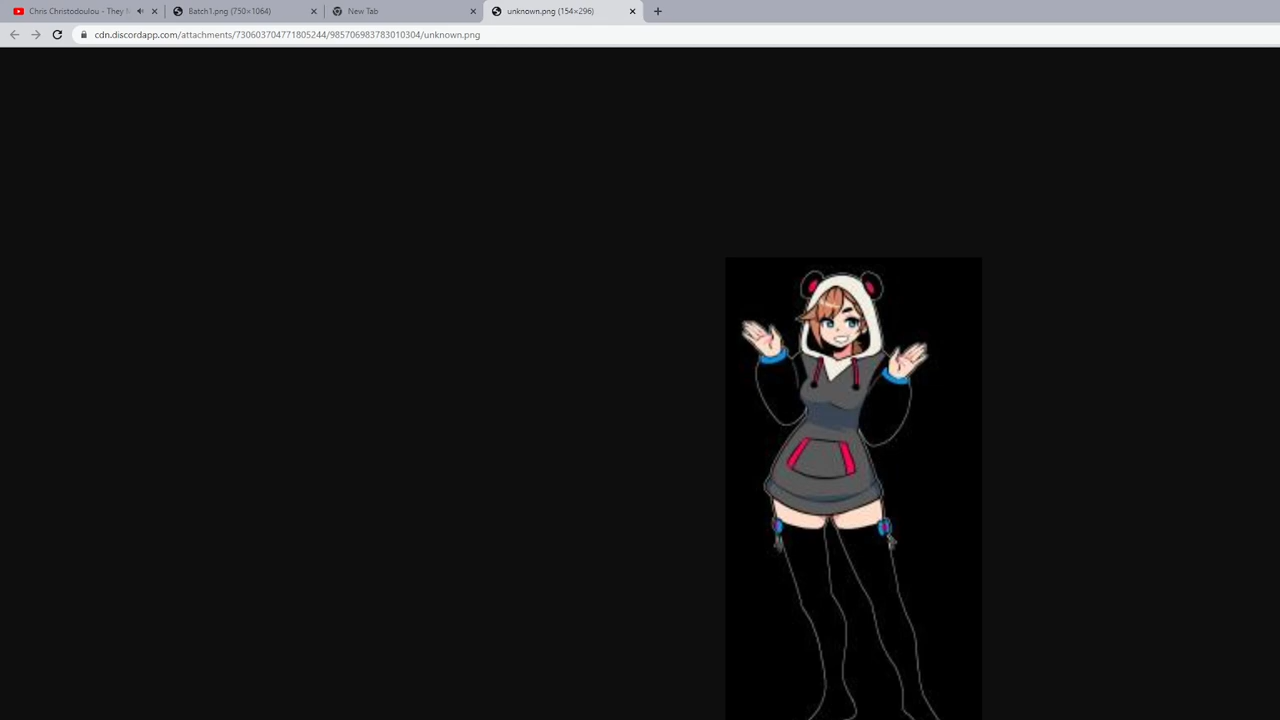 Chris Christodoulou - They
Batch1.png (750×1064)
New Tab
unknown.png (154×296)
cdn.discordapp.com/attachments/730603704771805244/985706983783010304/unknown.png